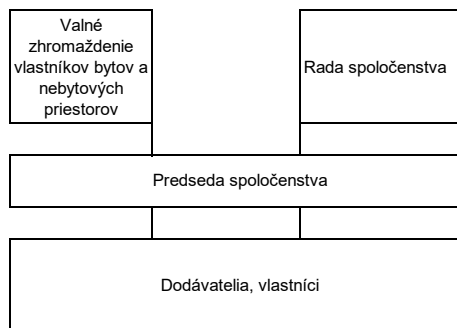 Valné
zhromaždenie
vlastníkov bytov a
nebytových
priestorov
Rada spoločenstva
Predseda spoločenstva
Dodávatelia, vlastníci